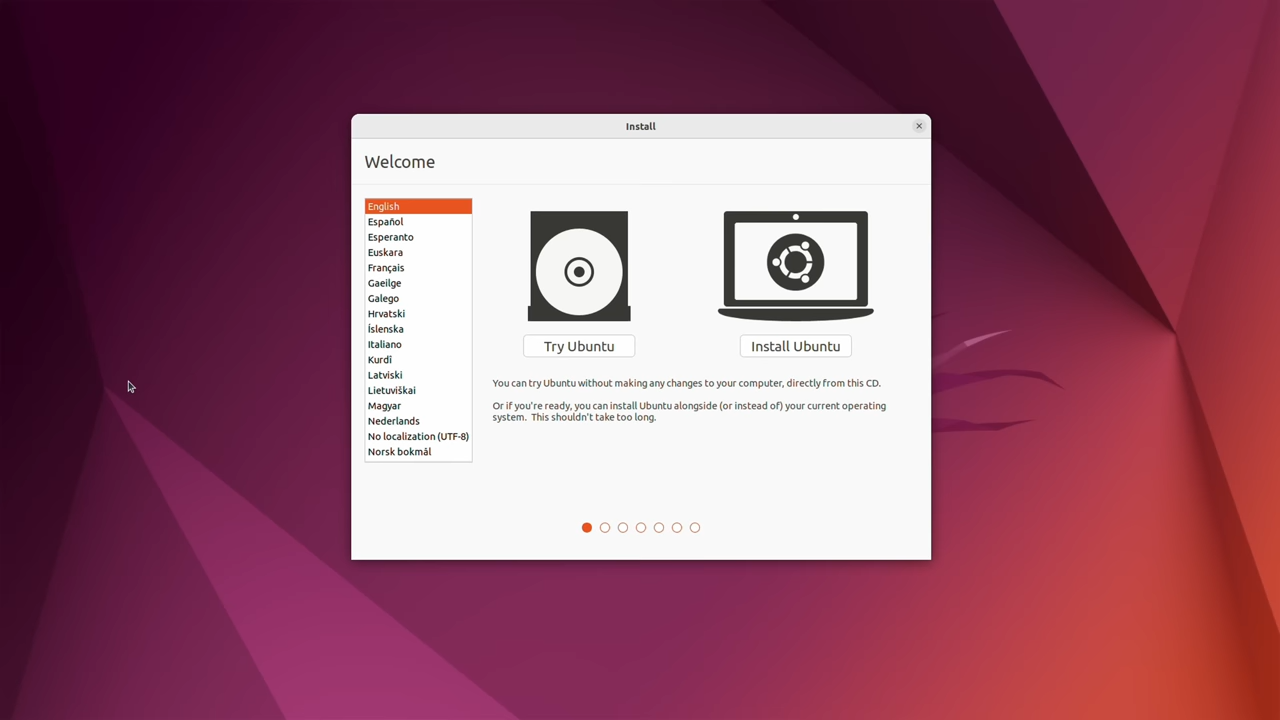 Install
Welcome
English
Español
Esperanto
Euskara
Français
Gaeilge
Galego
Hrvatski
Íslenska
Italiano
Kurdî
Latviski
Lietuviškai
Magyar
Nederlands
No localization (UTF-8)
Norsk bokmål
Try Ubuntu
Install Ubuntu
You can try Ubuntu without making any changes to your computer, directly from this CD.
Or if you're ready, you can install Ubuntu alongside (or instead of) your current operating
system. This shouldn't take too long.